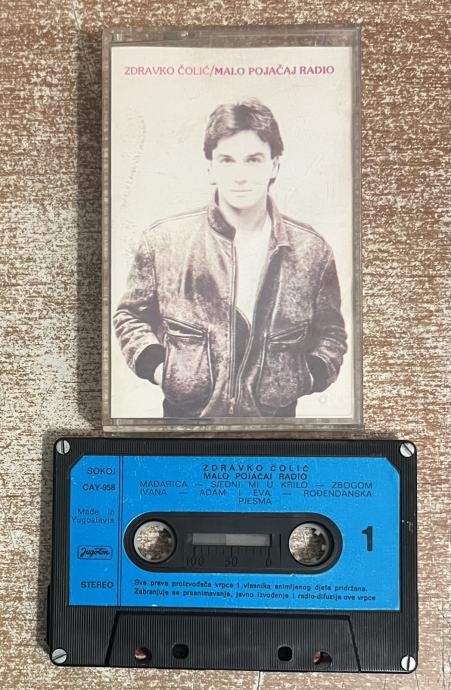 ZDRAVKO ČOLIĆ/MALO POJAČAJ RADIO
SOKOJ
CAY-958
Made in
Yugoslavia
Jugoton
STEREO
ZDRAVKO ČOLIĆ
MALO POJAČAJ RADIO
MAĐARICA — SJEDNI MI U KRILO — ZBOGOM
IVANA — ADAM I EVA — ROĐENDANSKA
PJESMA
1
100 50 0
Sva prava proizvođača vrpce i vlasnika snimljenog djela pridržana.
Zabranjuje se presnimavanje, javno izvođenje i radio-difuzija ove vrpce